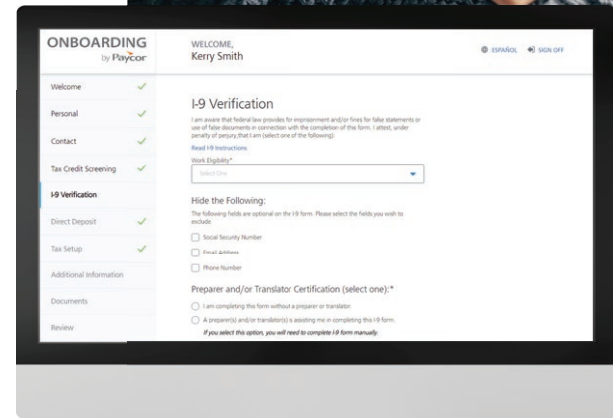 ONBOARDING
by Paycor
WELCOME,
Kerry Smith
ESPAÑOL
SIGN OFF
Welcome
Personal
Contact
Tax Credit Screening
I-9 Verification
Direct Deposit
Tax Setup
Additional Information
Documents
Review
I-9 Verification
I am aware that federal law provides for imprisonment and/or fines for false statements or
use of false documents in connection with the completion of this form. I attest, under
penalty of perjury, that I am (select one of the following):
Read I-9 Instructions
Work Eligibility*
Select One
Hide the Following:
The following fields are optional on the I-9 form. Please select the fields you wish to
exclude
Social Security Number
Email Address
Phone Number
Preparer and/or Translator Certification (select one):*
I am completing this form without a preparer or translator.
A preparer(s) and/or translator(s) is assisting me in completing this I-9 form.
If you select this option, you will need to complete I-9 form manually.